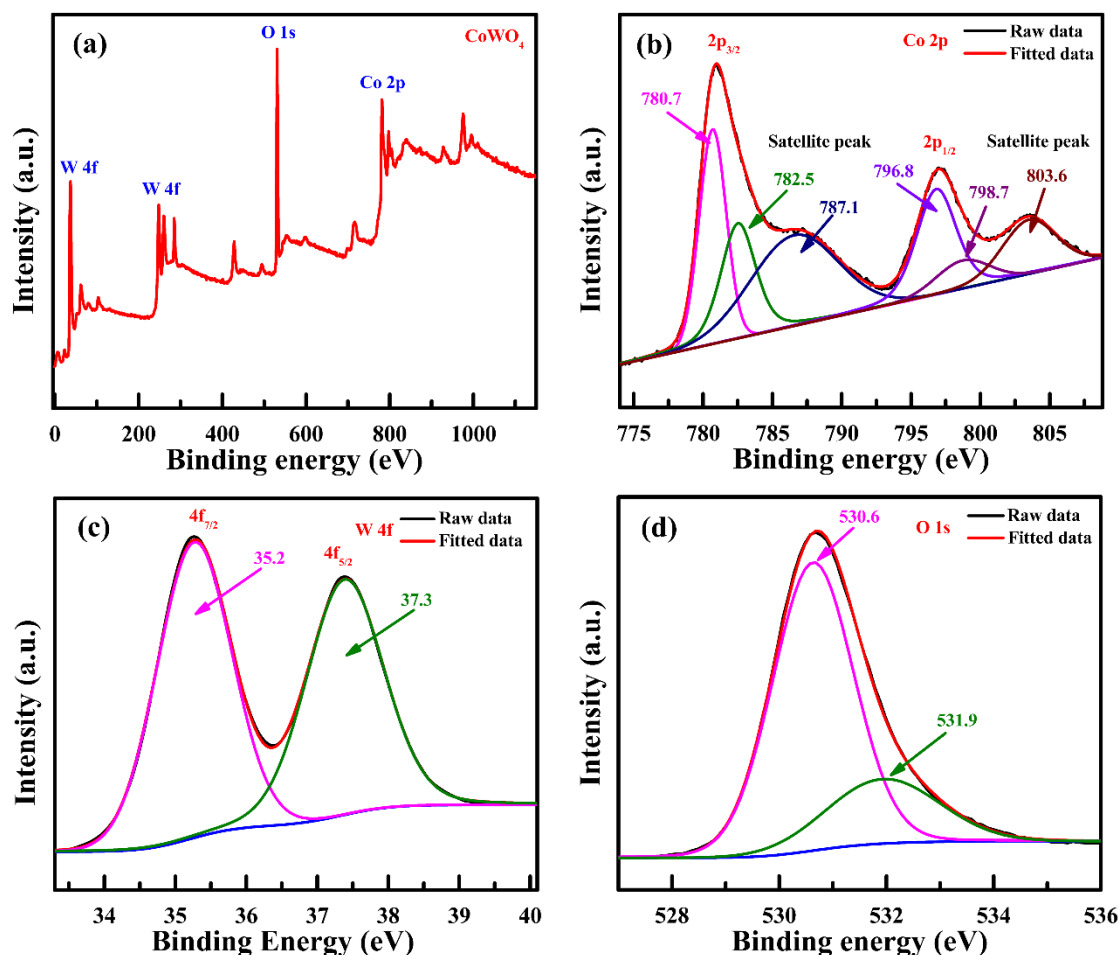 (a)
O 1s
CoWO₄
Co 2p
W 4f
W 4f
Intensity (a.u.)
0 200 400 600 800 1000
Binding energy (eV)
(b)
2p₃/₂
Co 2p
Raw data
Fitted data
780.7
Satellite peak
2p₁/₂
Satellite peak
782.5
787.1
796.8
798.7
803.6
Intensity (a.u.)
775 780 785 790 795 800 805
Binding energy (eV)
(c)
4f₇/₂
W 4f
Raw data
Fitted data
35.2
4f₅/₂
37.3
Intensity (a.u.)
34 35 36 37 38 39 40
Binding Energy (eV)
(d)
530.6
O 1s
Raw data
Fitted data
531.9
Intensity (a.u.)
528 530 532 534 536
Binding energy (eV)